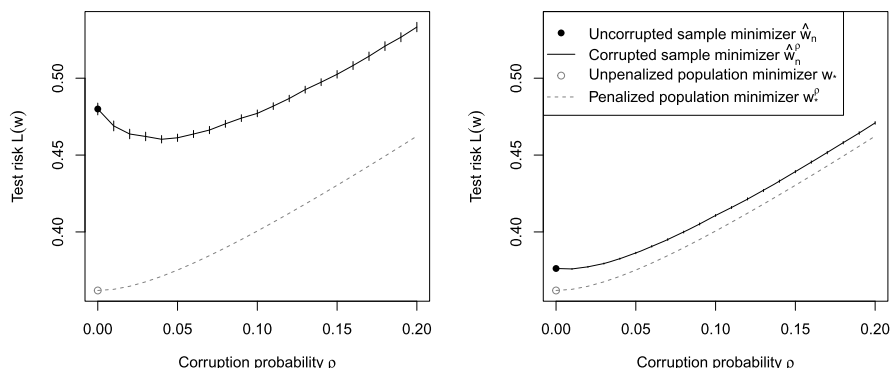 Test risk L(w)
0.50
0.45
0.40
0.00 0.05 0.10 0.15 0.20
Corruption probability ρ
Test risk L(w)
0.50
0.45
0.40
0.00 0.05 0.10 0.15 0.20
Corruption probability ρ
Uncorrupted sample minimizer ŵₙ
Corrupted sample minimizer ŵₙ^ρ
Unpenalized population minimizer w*
Penalized population minimizer w*^ρ